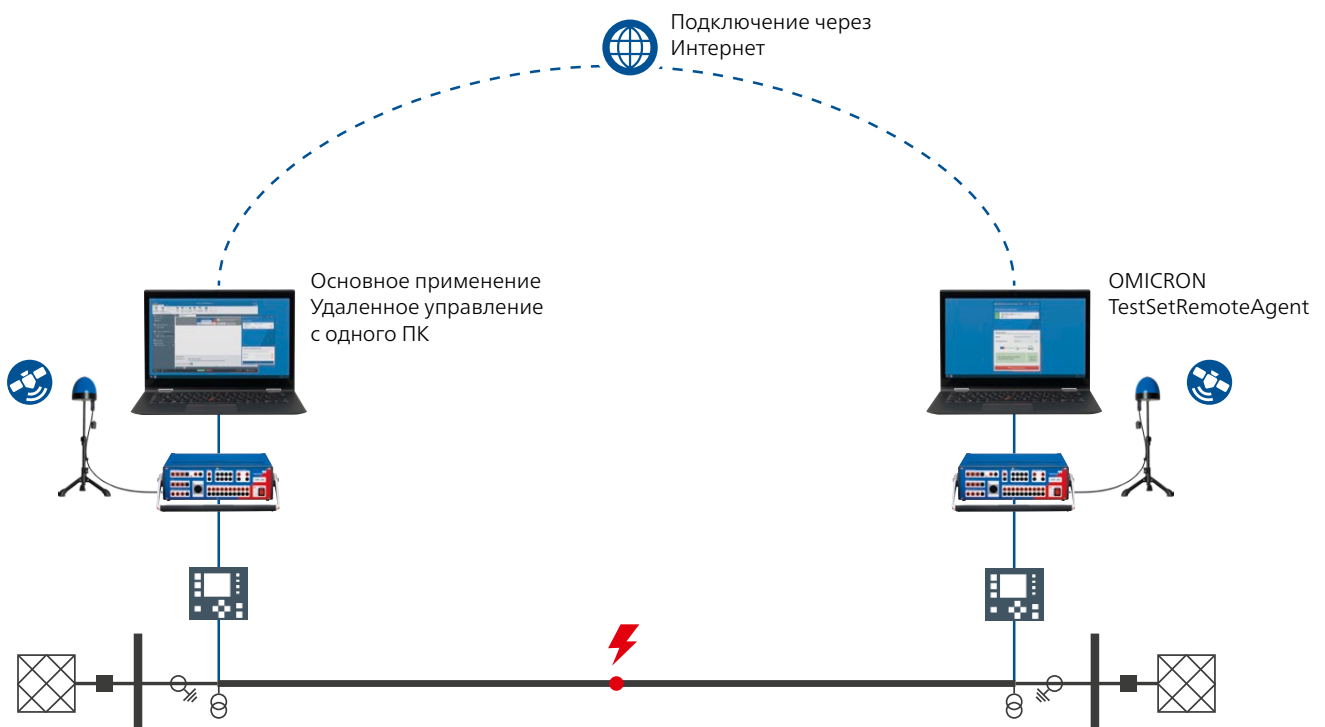 Подключение через
Интернет
Основное применение
Удаленное управление
с одного ПК
OMICRON
TestSetRemoteAgent